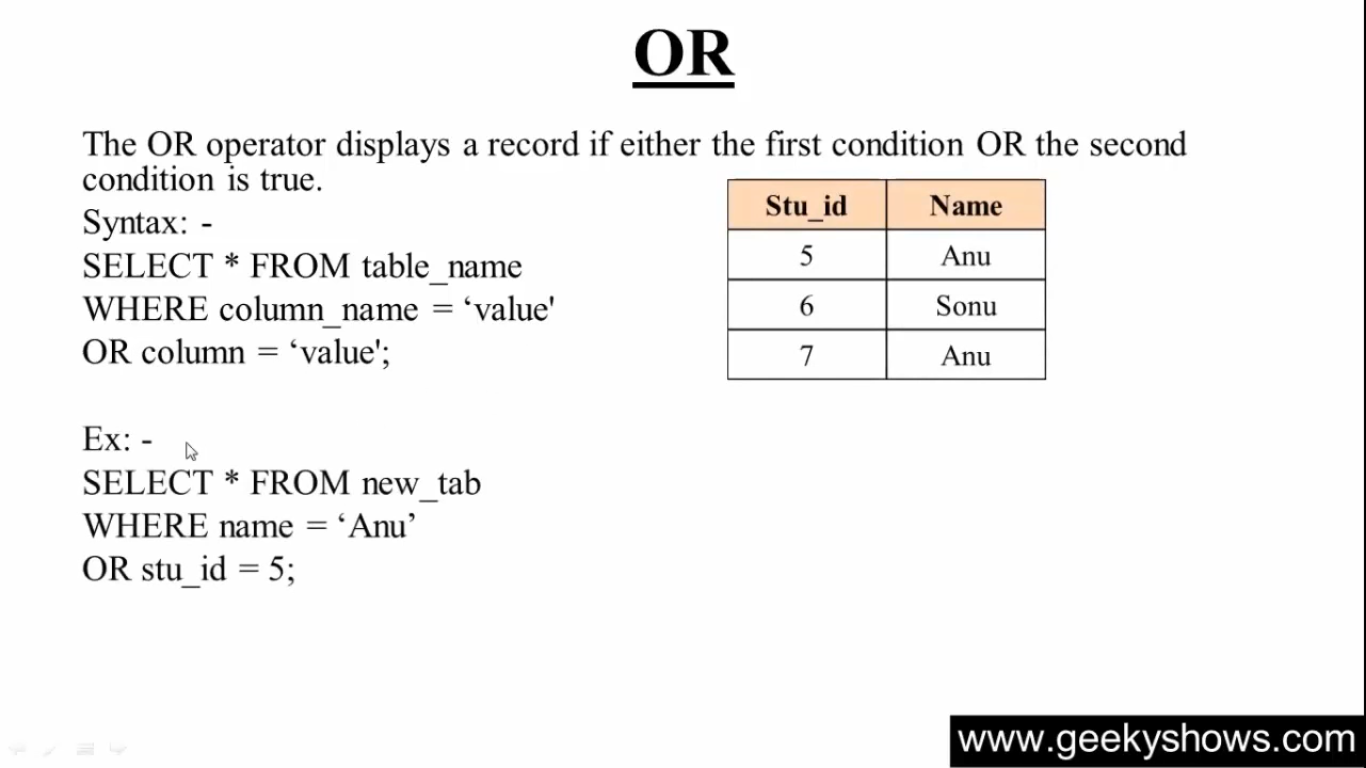 OR
The OR operator displays a record if either the first condition OR the second
condition is true.
Syntax: -
SELECT * FROM table_name
WHERE column_name = ‘value'
OR column = ‘value';
Stu_id Name
5 Anu
6 Sonu
7 Anu
Ex: -
SELECT * FROM new_tab
WHERE name = ‘Anu’
OR stu_id = 5;
www.geekyshows.com